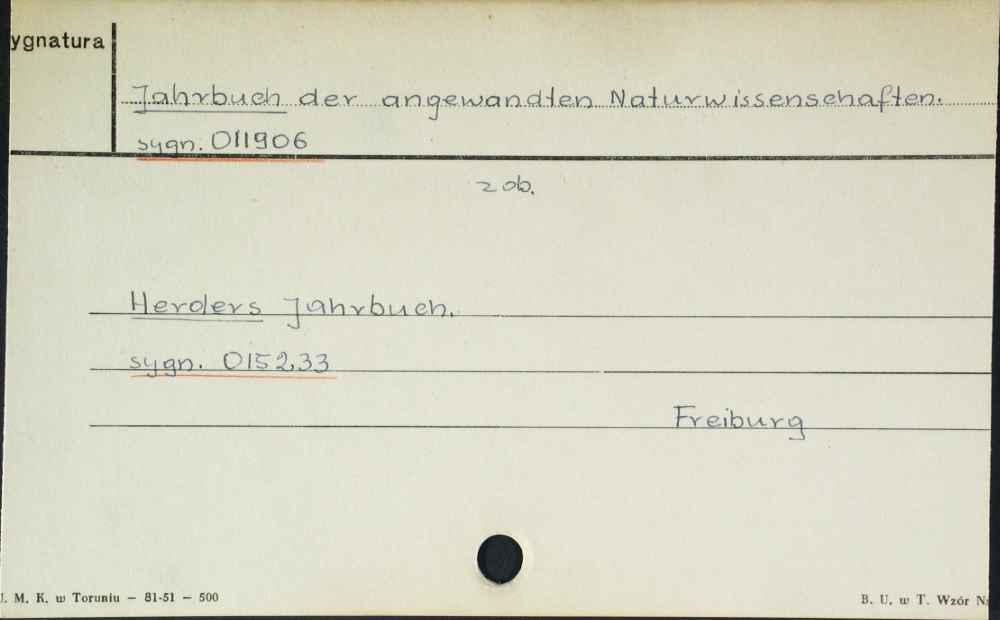 ygnatura
Jahrbuch der angewandten Naturwissenschaften.
sygn. 011906
zob.
Herders Jahrbuch.
sygn. 015233
Freiburg
M. K. w Toruniu — 81-51 — 500
B. U. w T. Wzór